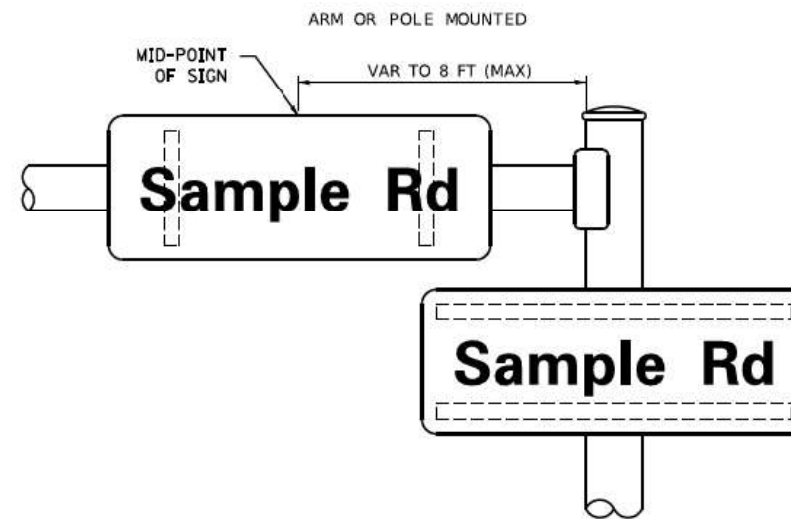 ARM OR POLE MOUNTED
MID-POINT
OF SIGN
VAR TO 8 FT (MAX)
Sample Rd
Sample Rd